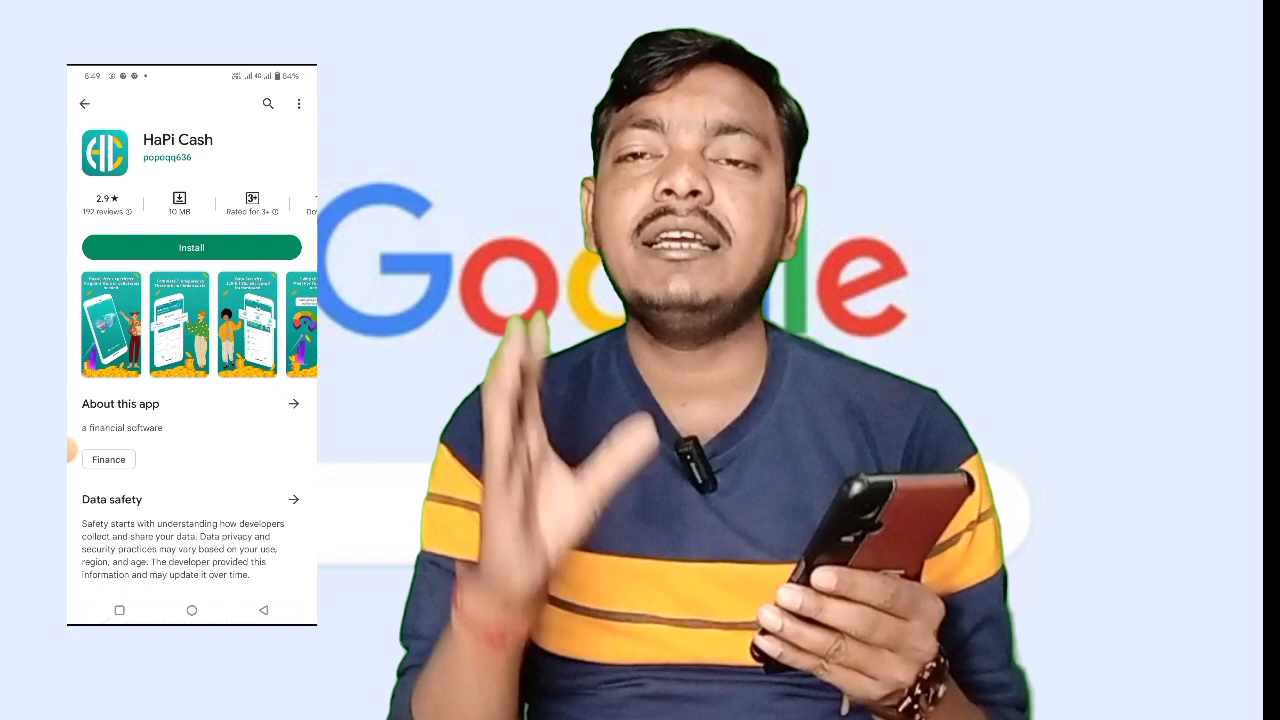 8:49
4G
84%
HaPi Cash
popoqq636
2.9★
192 reviews
10 MB
3+
Rated for 3+
Install
About this app
a financial software
Finance
Data safety
Safety starts with understanding how developers
collect and share your data. Data privacy and
security practices may vary based on your use,
region, and age. The developer provided this
information and may update it over time.
HC
Google